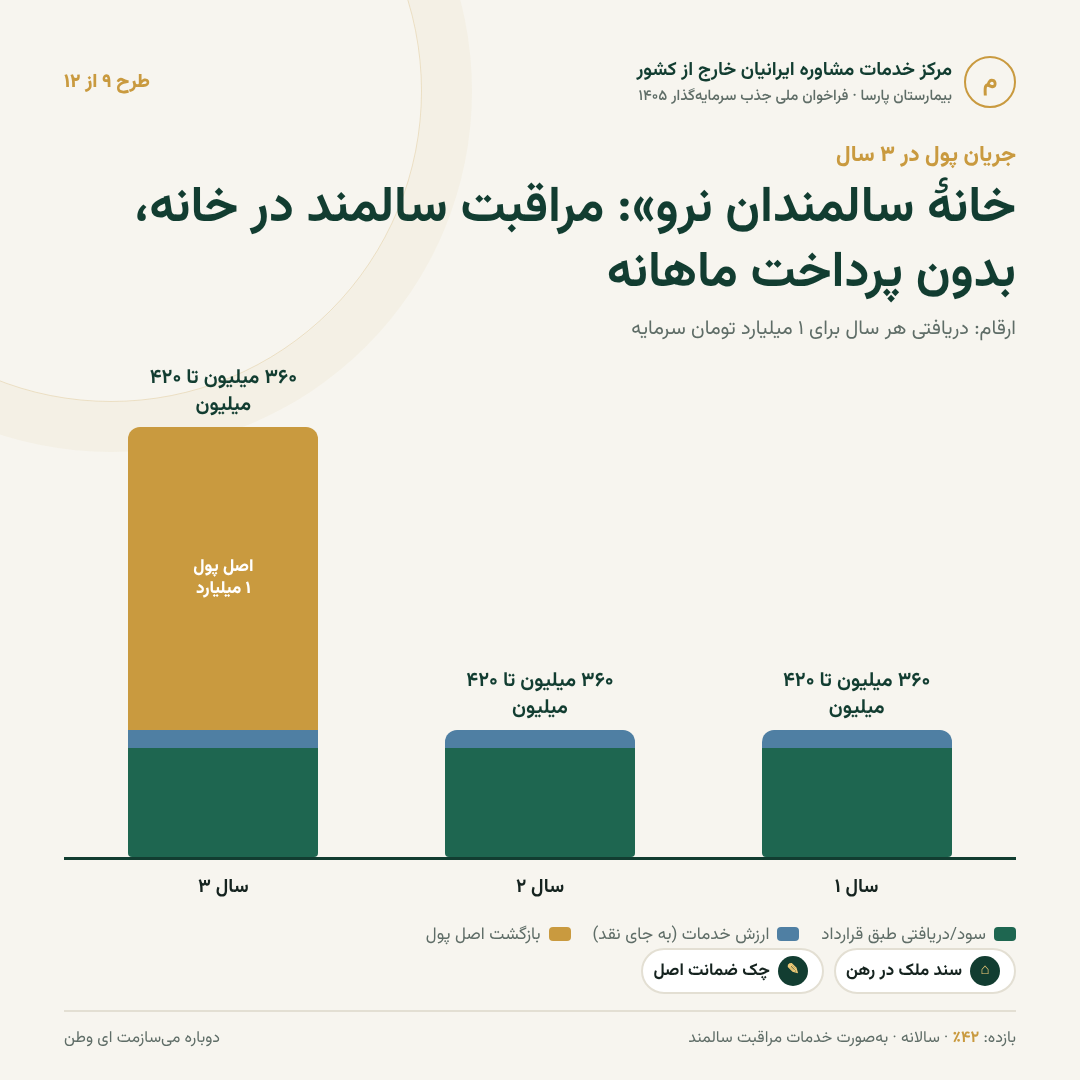 م
مرکز خدمات مشاوره ایرانیان خارج از کشور
بیمارستان پارسا · فراخوان ملی جذب سرمایه‌گذار ۱۴۰۵
طرح ۹ از ۱۲
جریان پول در ۳ سال
خانهٔ سالمندان نرو»: مراقبت سالمند در خانه،
بدون پرداخت ماهانه
ارقام: دریافتی هر سال برای ۱ میلیارد تومان سرمایه
۳۶۰ میلیون تا ۴۲۰
میلیون
۳۶۰ میلیون تا ۴۲۰
میلیون
۳۶۰ میلیون تا ۴۲۰
میلیون
اصل پول
۱ میلیارد
سال ۱
سال ۲
سال ۳
سود/دریافتی طبق قرارداد
ارزش خدمات (به جای نقد)
بازگشت اصل پول
سند ملک در رهن
چک ضمانت اصل
بازده: ۴۲٪ · سالانه · به‌صورت خدمات مراقبت سالمند
دوباره می‌سازمت ای وطن